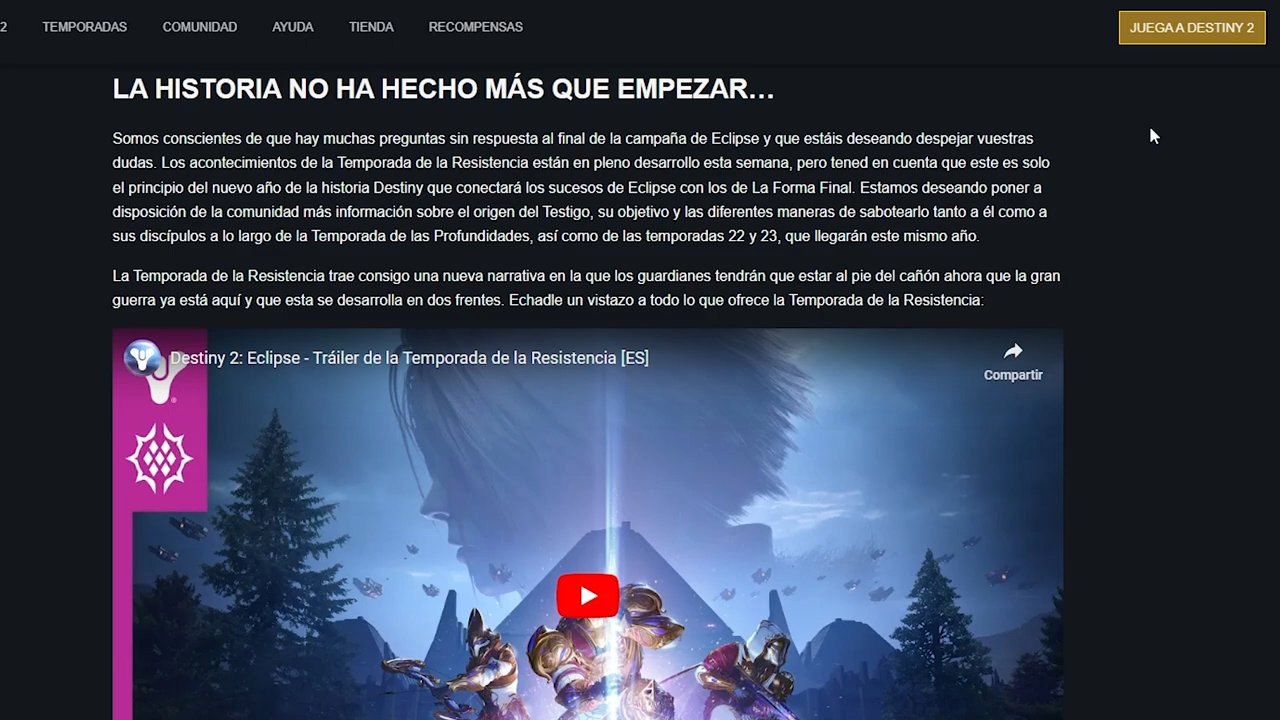 2 TEMPORADAS COMUNIDAD AYUDA TIENDA RECOMPENSAS JUEGA A DESTINY 2
LA HISTORIA NO HA HECHO MÁS QUE EMPEZAR...
Somos conscientes de que hay muchas preguntas sin respuesta al final de la campaña de Eclipse y que estáis deseando despejar vuestras
dudas. Los acontecimientos de la Temporada de la Resistencia están en pleno desarrollo esta semana, pero tened en cuenta que este es solo
el principio del nuevo año de la historia Destiny que conectará los sucesos de Eclipse con los de La Forma Final. Estamos deseando poner a
disposición de la comunidad más información sobre el origen del Testigo, su objetivo y las diferentes maneras de sabotearlo tanto a él como a
sus discípulos a lo largo de la Temporada de las Profundidades, así como de las temporadas 22 y 23, que llegarán este mismo año.
La Temporada de la Resistencia trae consigo una nueva narrativa en la que los guardianes tendrán que estar al pie del cañón ahora que la gran
guerra ya está aquí y que esta se desarrolla en dos frentes. Echadle un vistazo a todo lo que ofrece la Temporada de la Resistencia:
Destiny 2: Eclipse - Tráiler de la Temporada de la Resistencia [ES]
Compartir